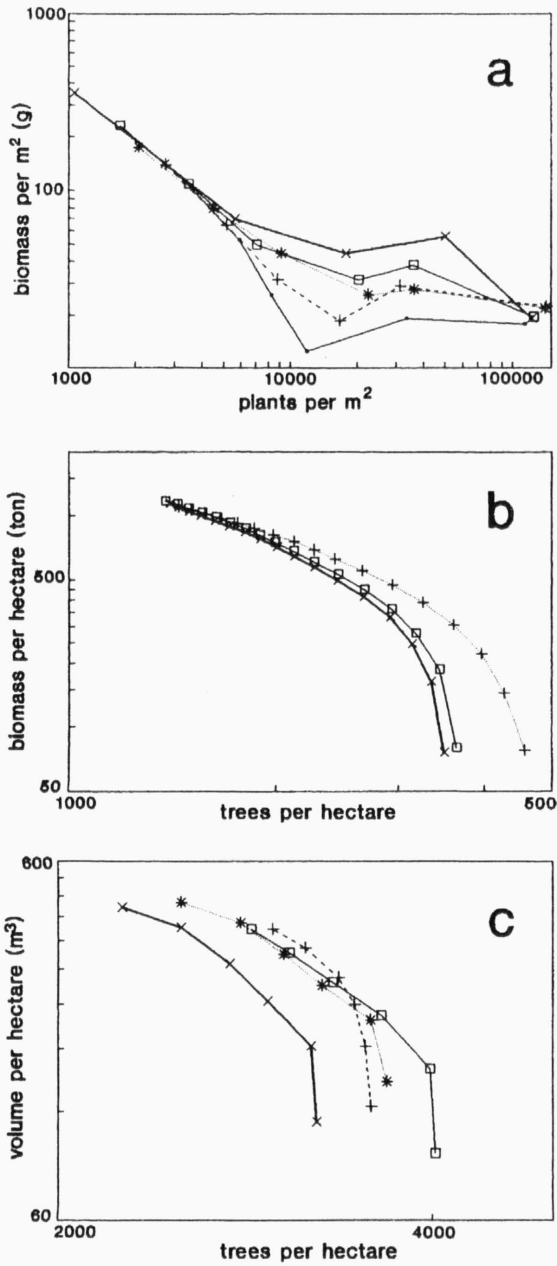 1000
a
biomass per m² (g)
100
1000
10000
100000
plants per m²
b
biomass per hectare (ton)
500
50
1000
500
trees per hectare
600
c
volume per hectare (m³)
60
2000
4000
trees per hectare